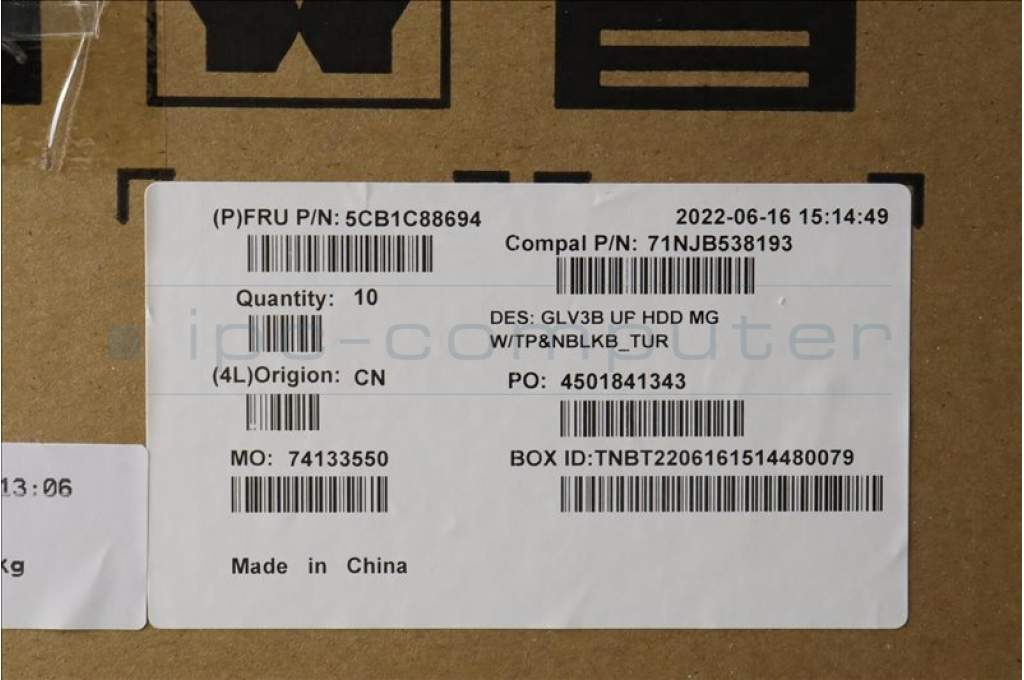 (P)FRU P/N: 5CB1C88694
2022-06-16 15:14:49
Compal P/N: 71NJB538193
Quantity: 10
DES: GLV3B UP HDD MG
W/TP&NBLKB_TUR
ipc-computer
(4L)Origion: CN
PO: 4501841343
MO: 74133550
BOX ID:TNBT2206161514480079
13:06
Kg
Made in China